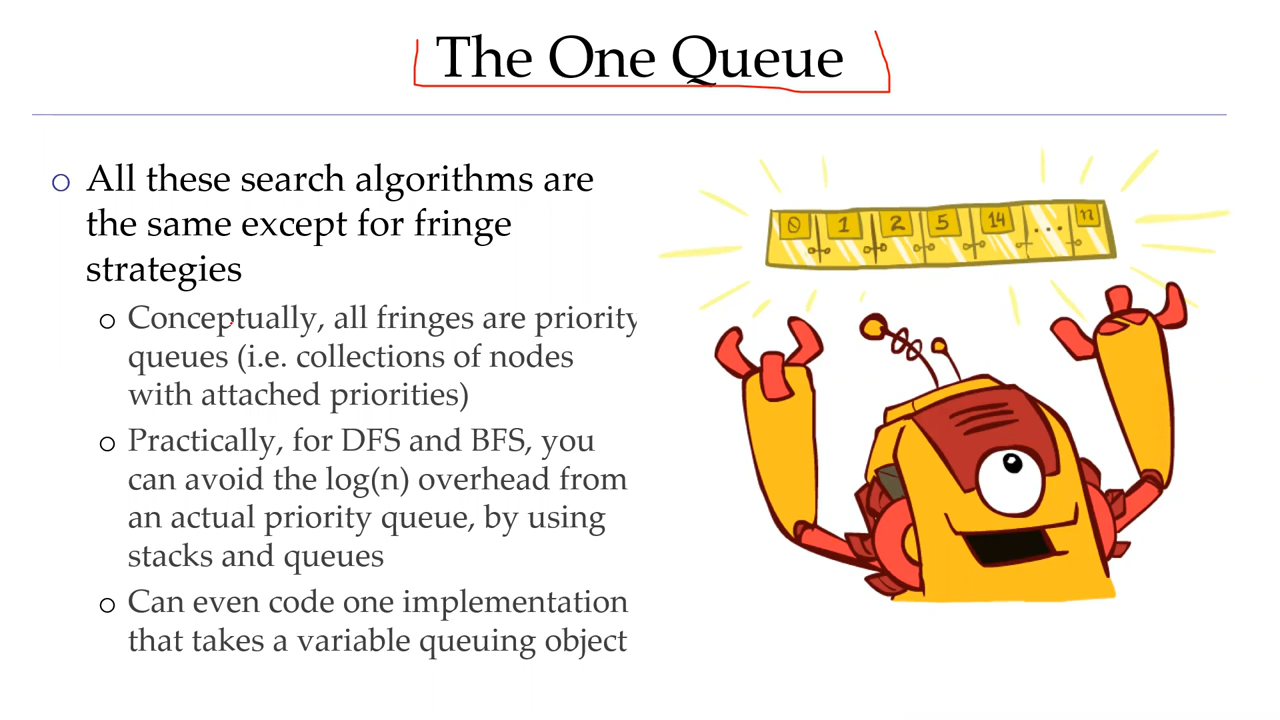 The One Queue
o All these search algorithms are
the same except for fringe
strategies
o Conceptually, all fringes are priority
queues (i.e. collections of nodes
with attached priorities)
o Practically, for DFS and BFS, you
can avoid the log(n) overhead from
an actual priority queue, by using
stacks and queues
o Can even code one implementation
that takes a variable queuing object
0 1 2 5 14 ... n